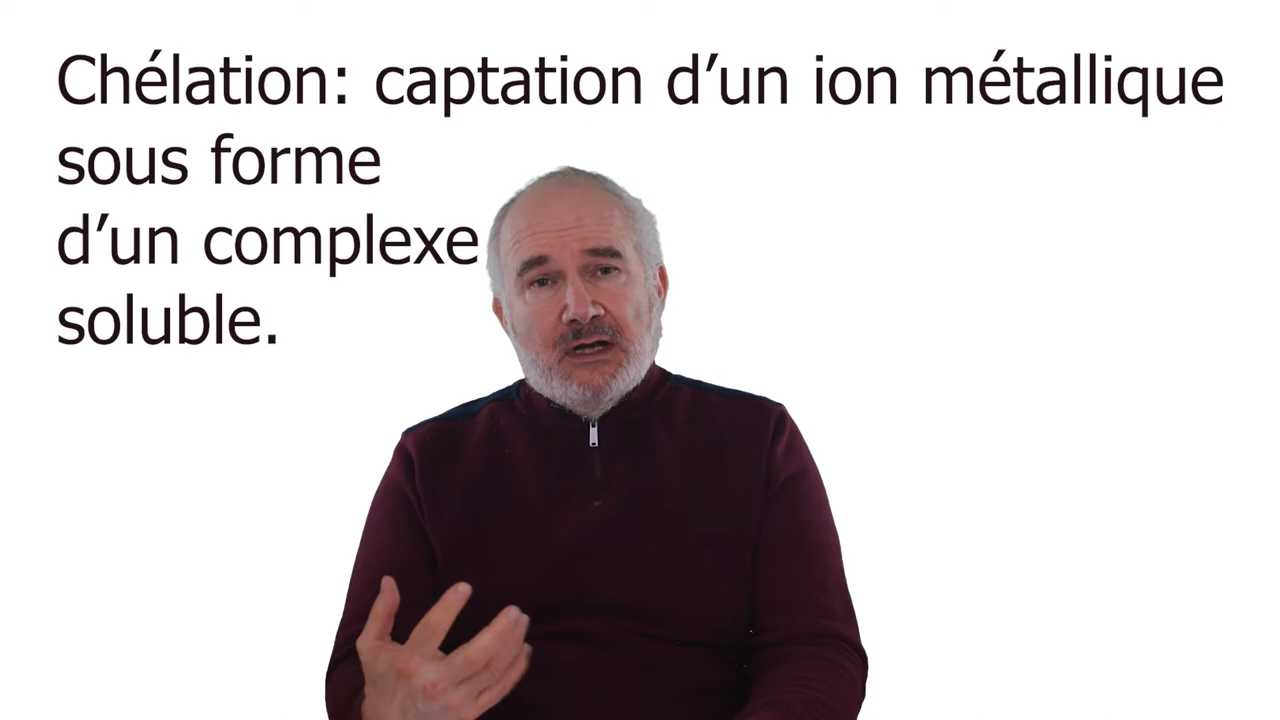 Chélation: captation d’un ion métallique
sous forme
d’un complexe
soluble.